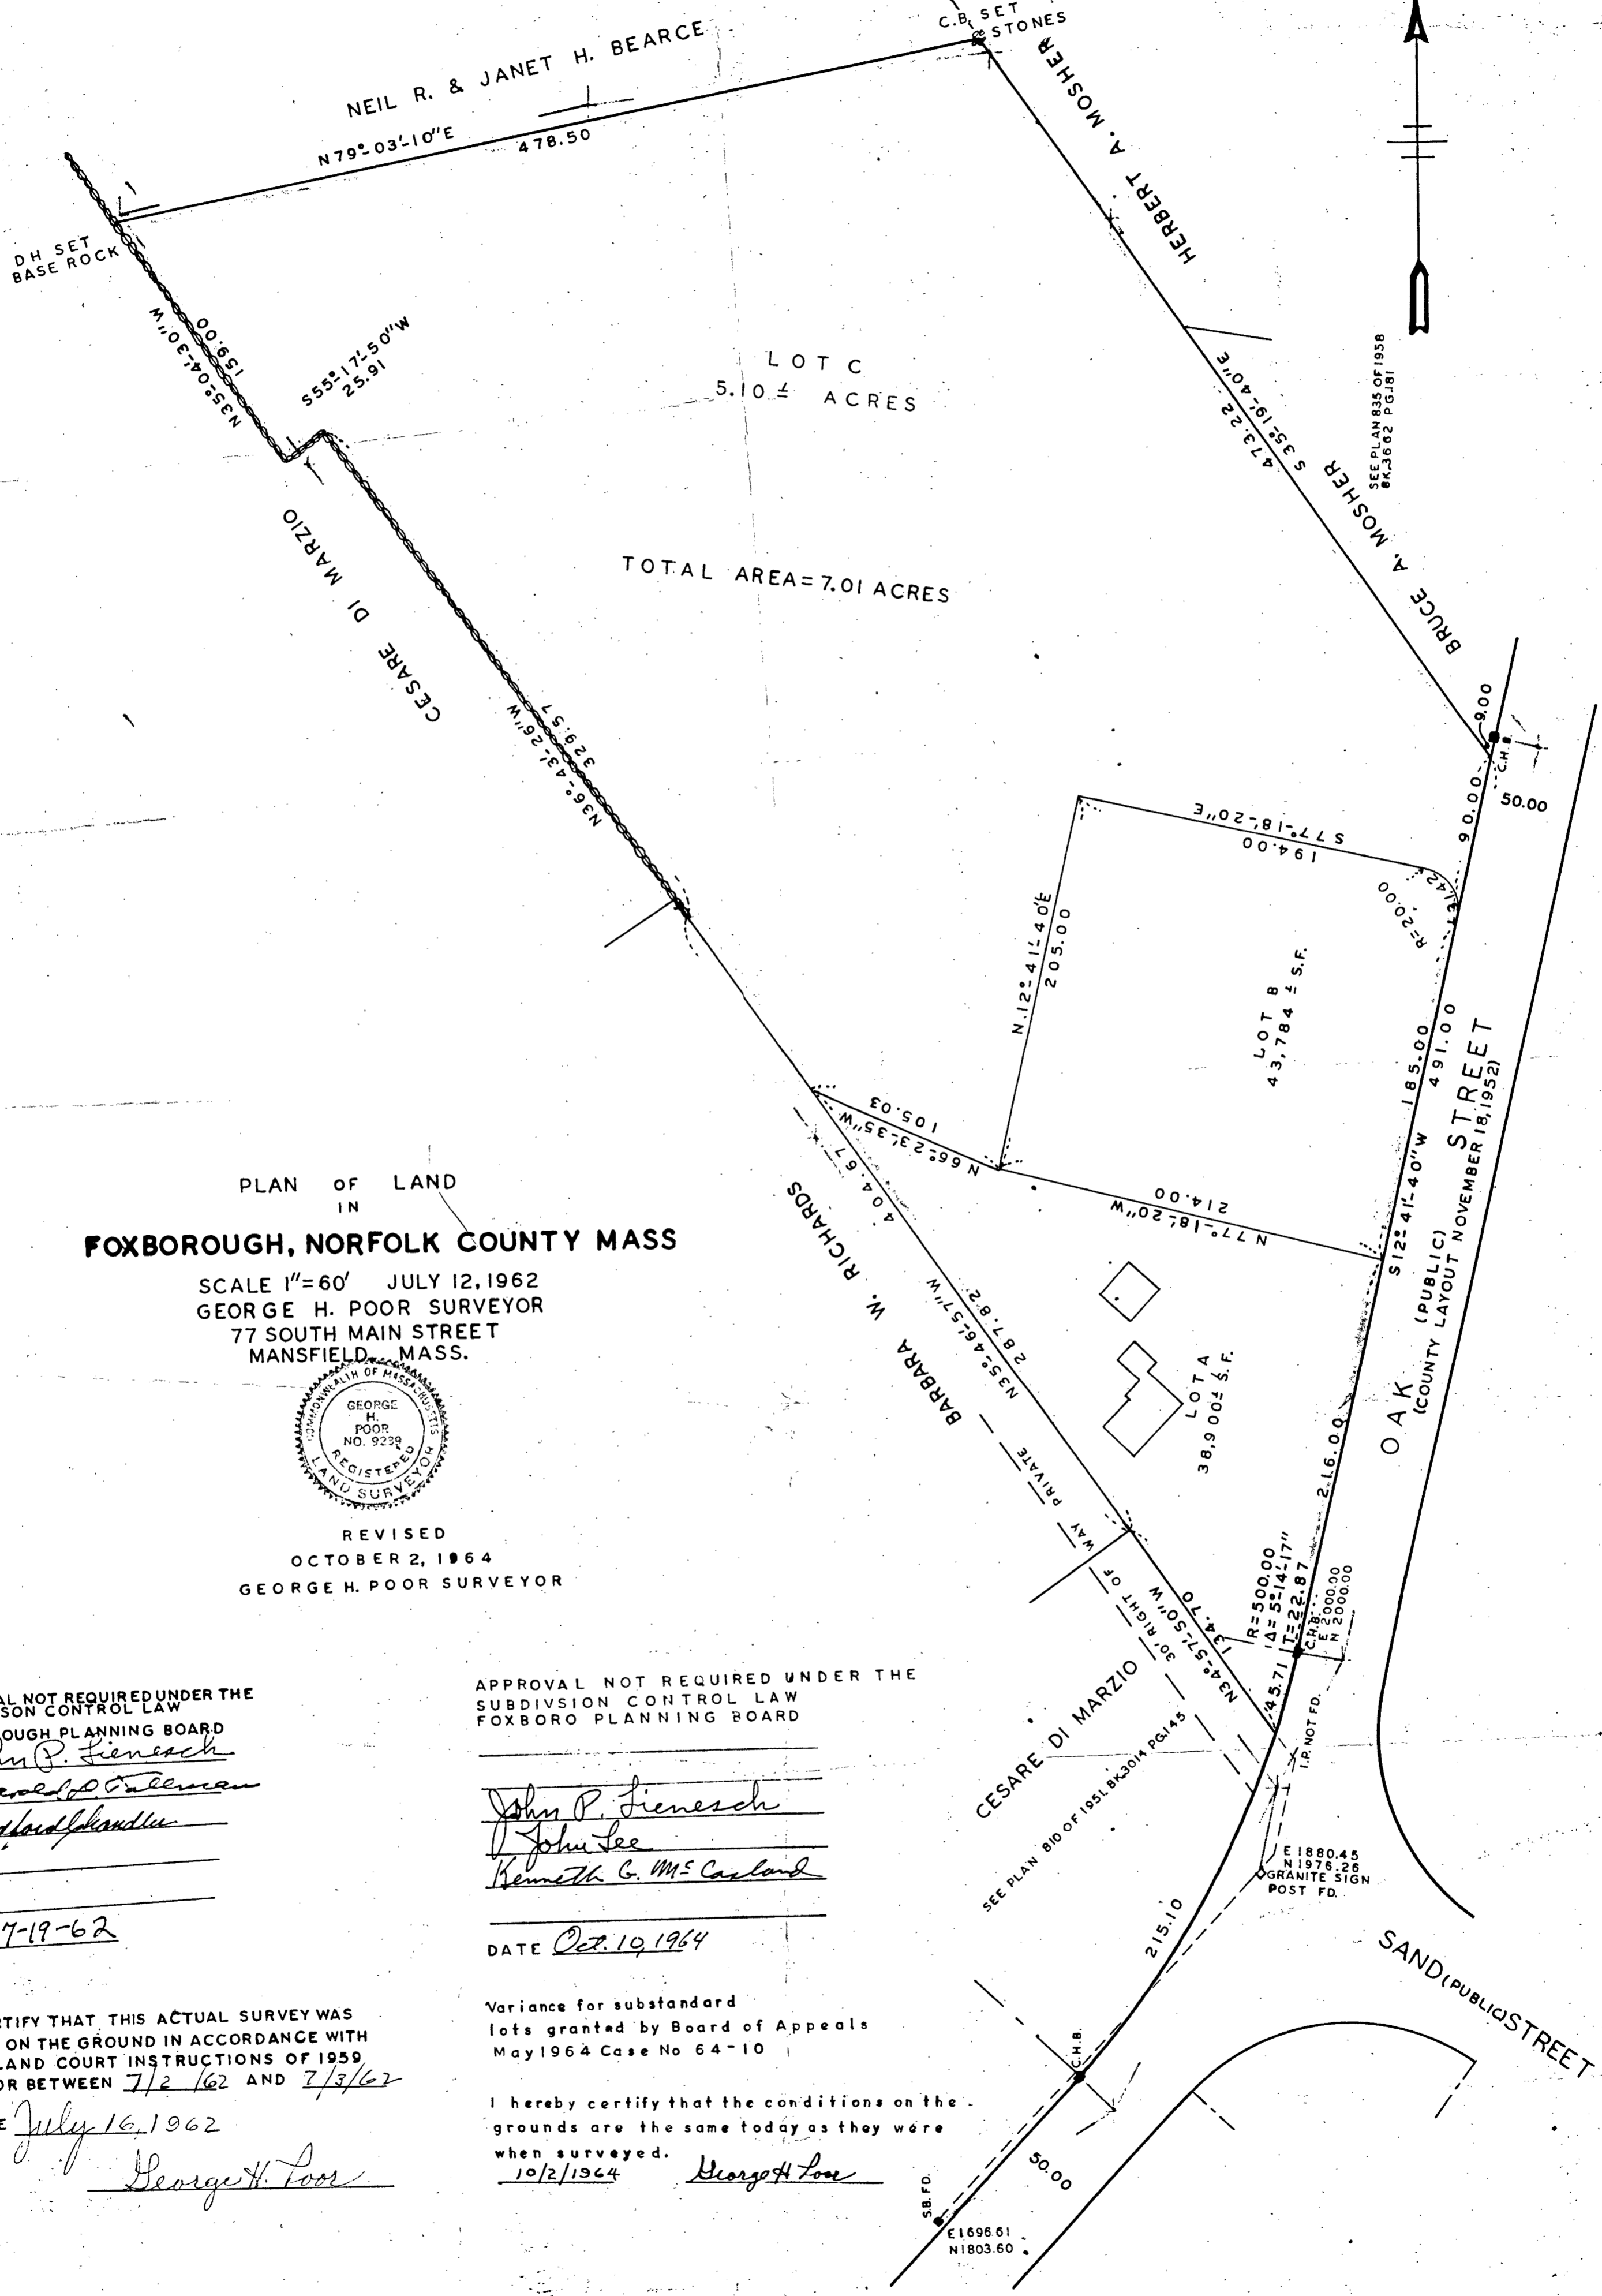 C.B. SET
& STONES
NEIL R. & JANET H. BEARCE
N79°-03'-10"E
478.50
HERBERT A. MOSHER
DH SET
BASE ROCK
N35°-04'-30"W
159.00
S55°-17'-50"W
25.91
LOT C
5.10 ± ACRES
S 35°-19'-40"E
473.22
SEE PLAN 835 OF 1958
BK.3662 PG.181
BRUCE A. MOSHER
CESARE DI MARZIO
TOTAL AREA = 7.01 ACRES
N36°-43'-26"W
329.57
9.00
C.H.
90.00
50.00
S 77°-18'-20"E
194.00
31.42
R=20.00
N.12°-41'-40"E
205.00
LOT B
43,784 ± S.F.
185.00
491.00
S12°-41'-40"W
OAK STREET
(PUBLIC)
(COUNTY LAYOUT NOVEMBER 18, 1952)
105.03
N 66°-23'-35"W
404.67
214.00
N 77°-18'-20"W
BARBARA W. RICHARDS
N35°-46'-57"W
287.82
LOT A
38,900± S.F.
216.00
PLAN OF LAND
IN
FOXBOROUGH, NORFOLK COUNTY MASS
SCALE 1"=60' JULY 12, 1962
GEORGE H. POOR SURVEYOR
77 SOUTH MAIN STREET
MANSFIELD, MASS.
COMMONWEALTH OF MASSACHUSETTS
GEORGE
H.
POOR
NO. 9239
REGISTERED
LAND SURVEYOR
REVISED
OCTOBER 2, 1964
GEORGE H. POOR SURVEYOR
30' RIGHT OF WAY PRIVATE
N34°-57'-50"W
134.70
R=500.00
Δ=5°-14'-17"
T=22.87
C.H.B.
E 2000.00
N 2000.00
45.71
I.P. NOT FD.
CESARE DI MARZIO
SEE PLAN 810 OF 1951, BK.3014 PG.145
E 1880.45
N 1976.26
GRANITE SIGN
POST FD.
215.10
SAND (PUBLIC) STREET
C.H.B.
50.00
S.B. FD.
E1696.61
N1803.60
AL NOT REQUIRED UNDER THE
SON CONTROL LAW
OUGH PLANNING BOARD
n P. Lienesch
7-19-62
APPROVAL NOT REQUIRED UNDER THE
SUBDIVSION CONTROL LAW
FOXBORO PLANNING BOARD
John P. Lienesch
John Lee
Kenneth G. McCasland
DATE Oct. 10, 1964
TIFY THAT THIS ACTUAL SURVEY WAS
ON THE GROUND IN ACCORDANCE WITH
LAND COURT INSTRUCTIONS OF 1959
OR BETWEEN 7/2/62 AND 7/3/62
E July 16, 1962
George H. Poor
Variance for substandard
lots granted by Board of Appeals
May 1964 Case No 64-10
I hereby certify that the conditions on the
grounds are the same today as they were
when surveyed.
10/2/1964 George H Poor